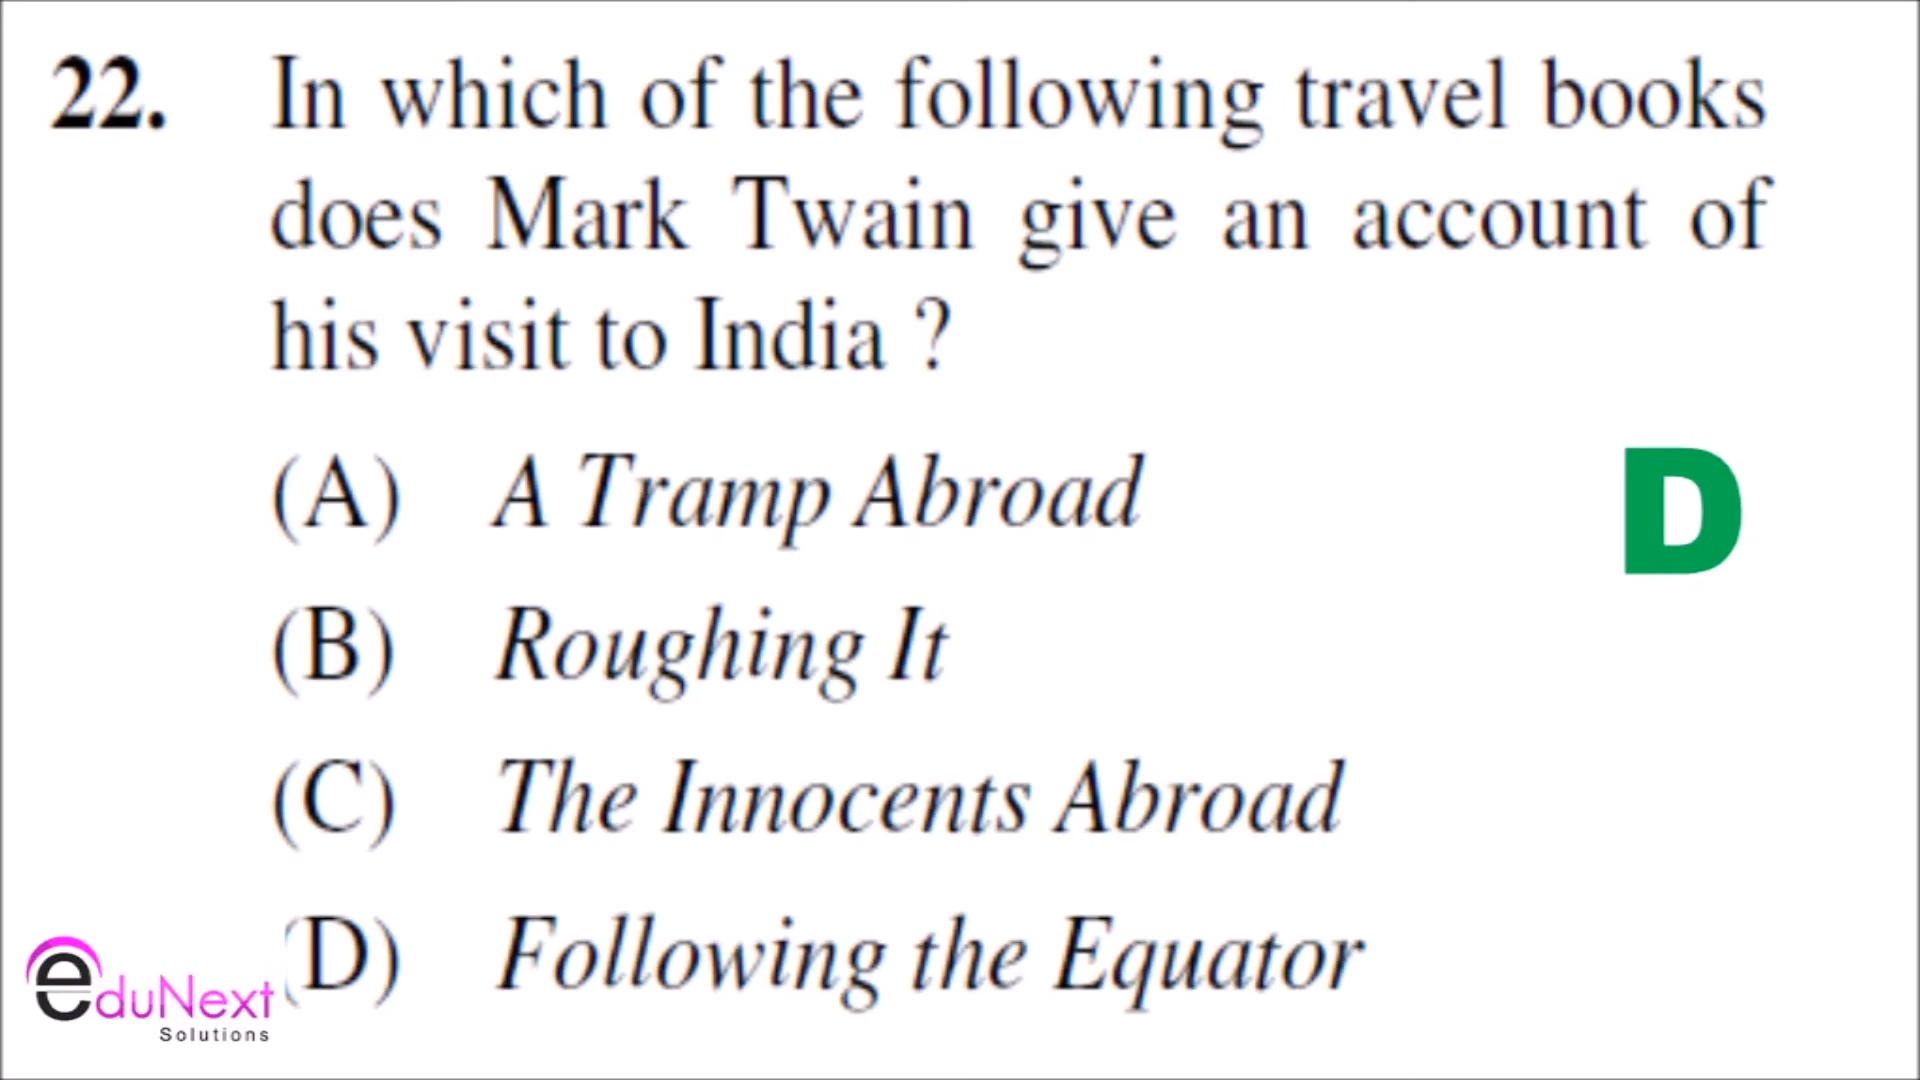 22. In which of the following travel books
does Mark Twain give an account of
his visit to India ?
(A) A Tramp Abroad
D
(B) Roughing It
(C) The Innocents Abroad
(D) Following the Equator
eduNext
Solutions